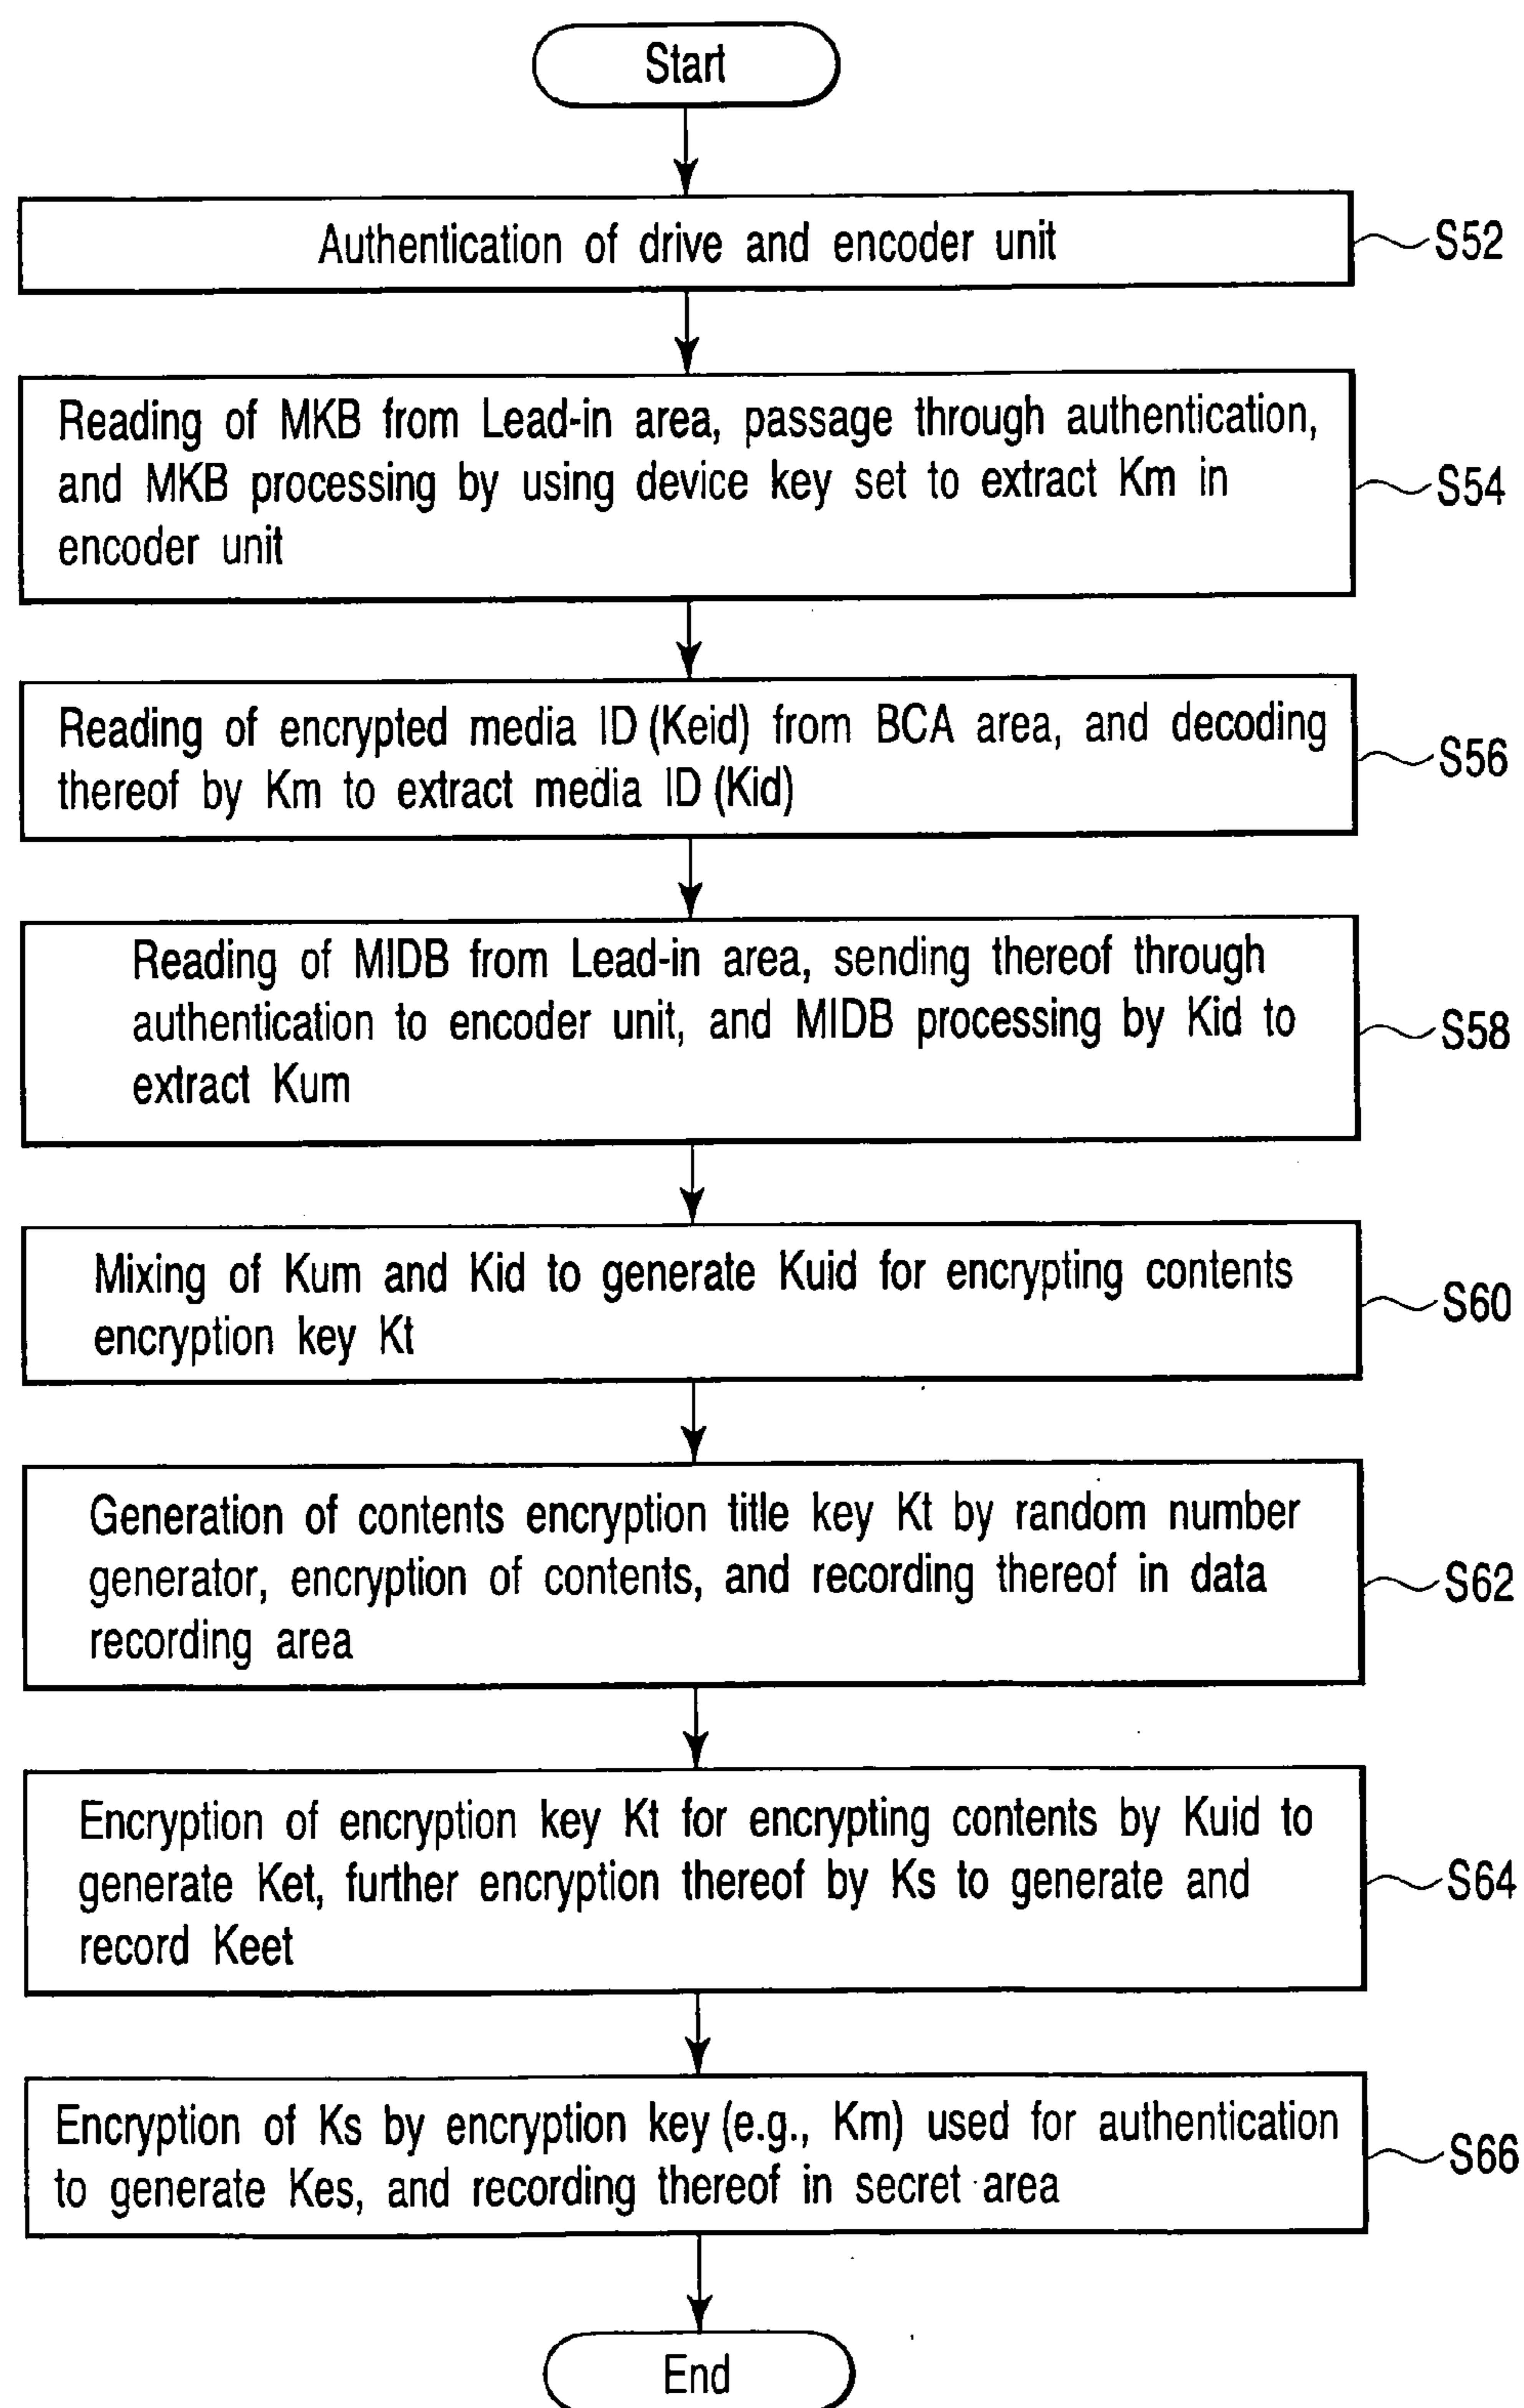 Start
Authentication of drive and encoder unit
S52
Reading of MKB from Lead-in area, passage through authentication,
and MKB processing by using device key set to extract Km in
encoder unit
S54
Reading of encrypted media ID (Keid) from BCA area, and decoding
thereof by Km to extract media ID (Kid)
S56
Reading of MIDB from Lead-in area, sending thereof through
authentication to encoder unit, and MIDB processing by Kid to
extract Kum
S58
Mixing of Kum and Kid to generate Kuid for encrypting contents
encryption key Kt
S60
Generation of contents encryption title key Kt by random number
generator, encryption of contents, and recording thereof in data
recording area
S62
Encryption of encryption key Kt for encrypting contents by Kuid to
generate Ket, further encryption thereof by Ks to generate and
record Keet
S64
Encryption of Ks by encryption key (e.g., Km) used for authentication
to generate Kes, and recording thereof in secret area
S66
End